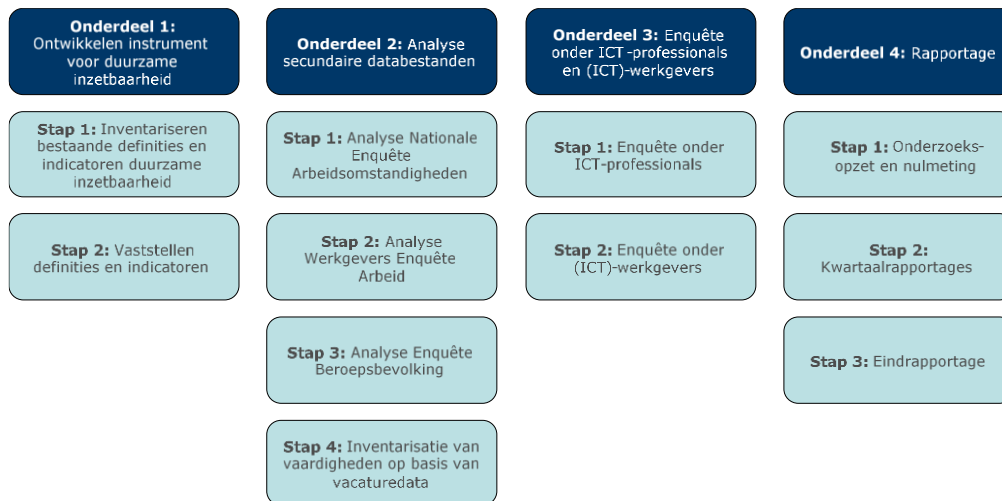 Onderdeel 1:
Ontwikkelen instrument
voor duurzame
inzetbaarheid
Stap 1: Inventariseren
bestaande definities en
indicatoren duurzame
inzetbaarheid
Stap 2: Vaststellen
definities en indicatoren
Onderdeel 2: Analyse
secundaire databestanden
Stap 1: Analyse Nationale
Enquête
Arbeidsomstandigheden
Stap 2: Analyse
Werkgevers Enquête
Arbeid
Stap 3: Analyse Enquête
Beroepsbevolking
Stap 4: Inventarisatie van
vaardigheden op basis van
vacaturedata
Onderdeel 3: Enquête
onder ICT-professionals
en (ICT)-werkgevers
Stap 1: Enquête onder
ICT-professionals
Stap 2: Enquête onder
(ICT)-werkgevers
Onderdeel 4: Rapportage
Stap 1: Onderzoeks-
opzet en nulmeting
Stap 2:
Kwartaalrapportages
Stap 3: Eindrapportage